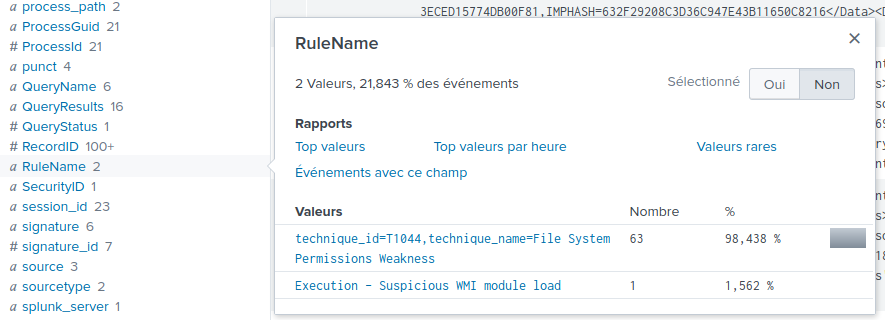 a process_path 2
a ProcessGuid 21
# ProcessId 21
a punct 4
a QueryName 6
a QueryResults 16
# QueryStatus 1
# RecordID 100+
a RuleName 2
a SecurityID 1
a session_id 23
a signature 6
# signature_id 7
a source 3
a sourcetype 2
a splunk_server 1
3ECED15774DB00F81,IMPHASH=632F29208C3D36C947E43B11650C8216</Data><D
RuleName
2 Valeurs, 21,843 % des événements
Sélectionné Oui Non
Rapports
Top valeurs Top valeurs par heure Valeurs rares
Événements avec ce champ
Valeurs Nombre %
technique_id=T1044,technique_name=File System 63 98,438 %
Permissions Weakness
Execution - Suspicious WMI module load 1 1,562 %